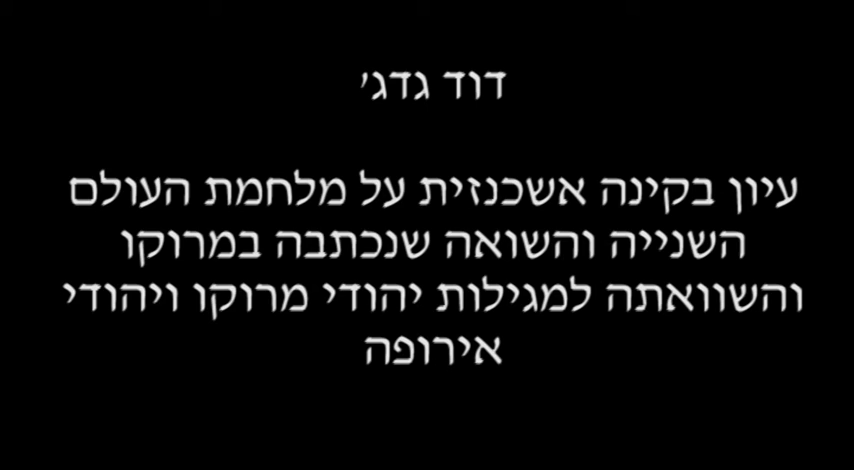 דוד גדג'
עיון בקינה אשכנזית על מלחמת העולם
השנייה והשואה שנכתבה במרוקו
והשוואתה למגילות יהודי מרוקו ויהודי
אירופה